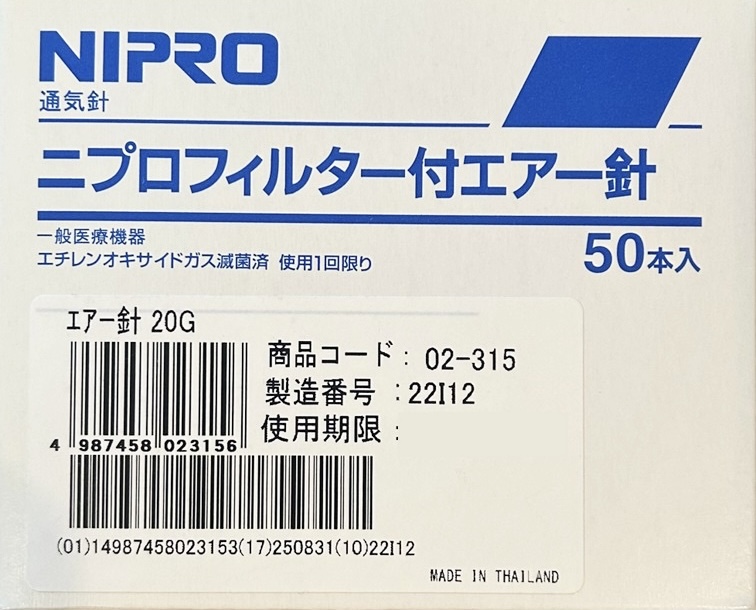 NIPRO
通気針
ニプロフィルター付エアー針
一般医療機器
エチレンオキサイドガス滅菌済 使用1回限り
50本入
エアー針 20G
商品コード : 02-315
製造番号 : 22I12
使用期限 :
4 987458 023156
(01)14987458023153(17)250831(10)22I12
MADE IN THAILAND